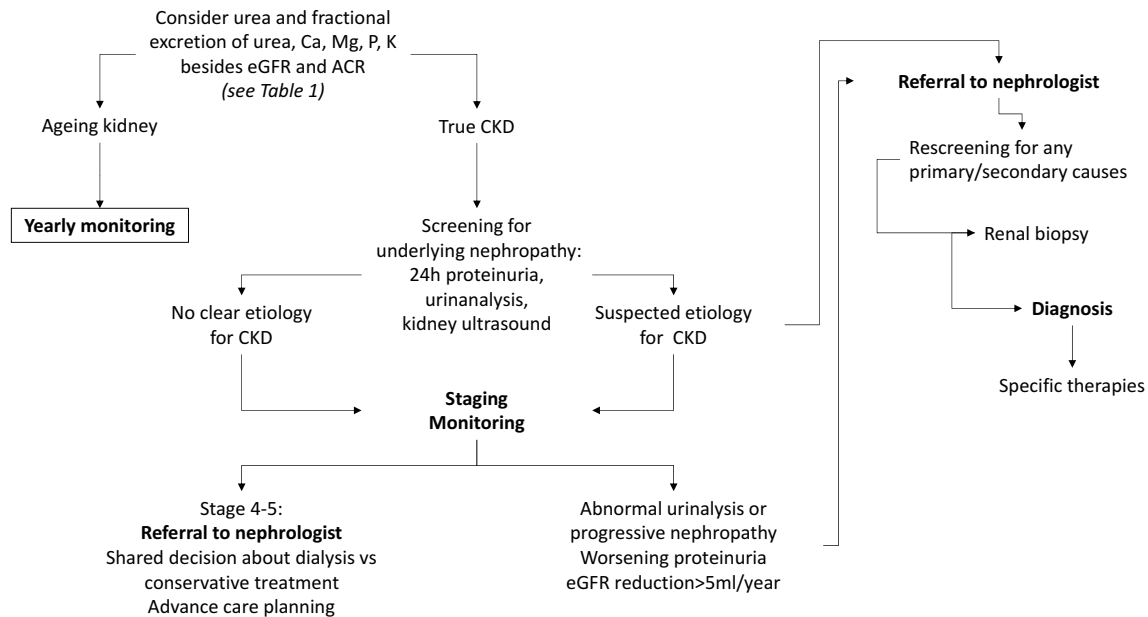 Consider urea and fractional
excretion of urea, Ca, Mg, P, K
besides eGFR and ACR
(see Table 1)
Ageing kidney
True CKD
Yearly monitoring
Screening for
underlying nephropathy:
24h proteinuria,
urinanalysis,
kidney ultrasound
No clear etiology
for CKD
Suspected etiology
for CKD
Staging
Monitoring
Stage 4-5:
Referral to nephrologist
Shared decision about dialysis vs
conservative treatment
Advance care planning
Abnormal urinalysis or
progressive nephropathy
Worsening proteinuria
eGFR reduction>5ml/year
Referral to nephrologist
Rescreening for any
primary/secondary causes
Renal biopsy
Diagnosis
Specific therapies